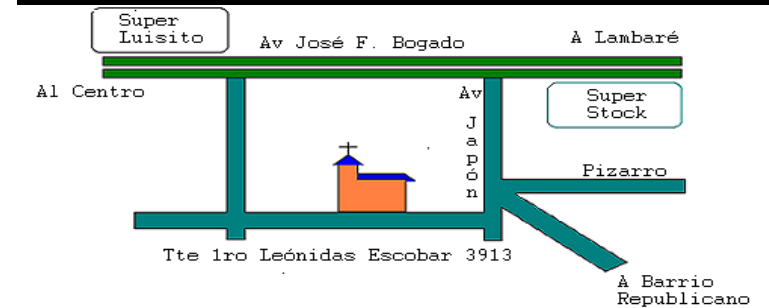 Super
Luisito
Av José F. Bogado
A Lambaré
Al Centro
Av
Japón
Super
Stock
Pizarro
Tte 1ro Leónidas Escobar 3913
A Barrio
Republicano